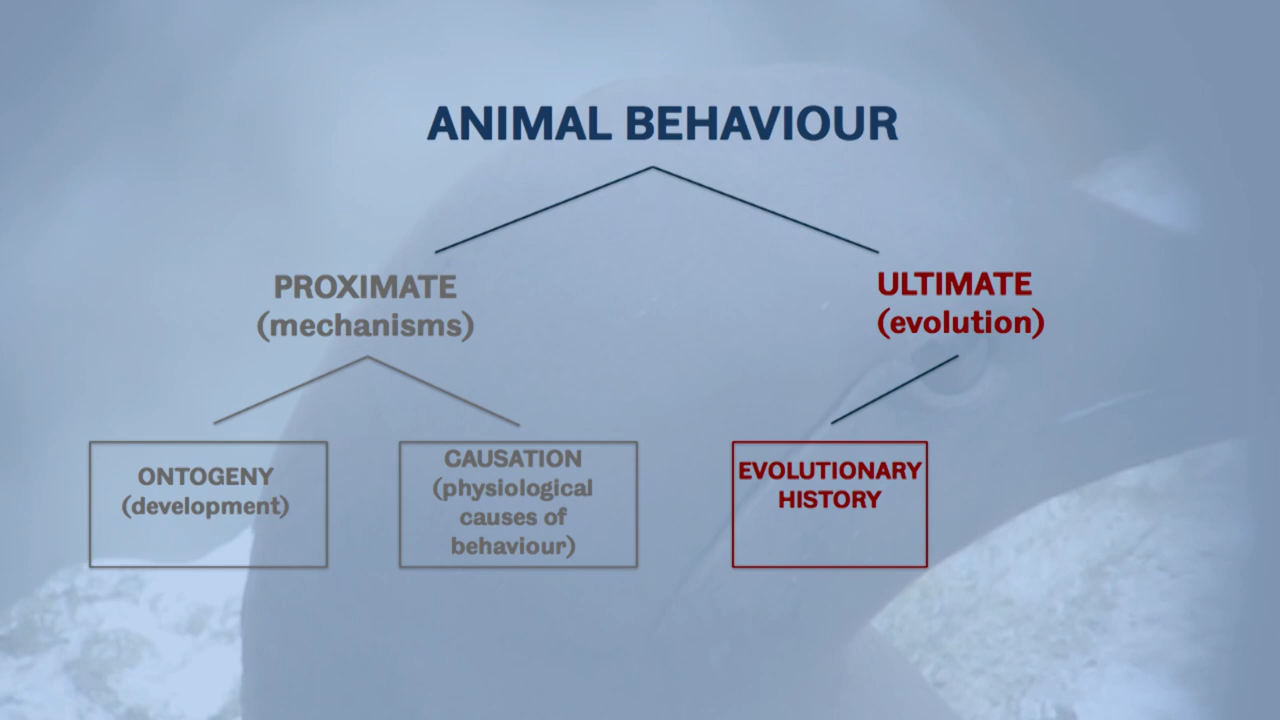 ANIMAL BEHAVIOUR
PROXIMATE
(mechanisms)
ULTIMATE
(evolution)
ONTOGENY
(development)
CAUSATION
(physiological
causes of
behaviour)
EVOLUTIONARY
HISTORY